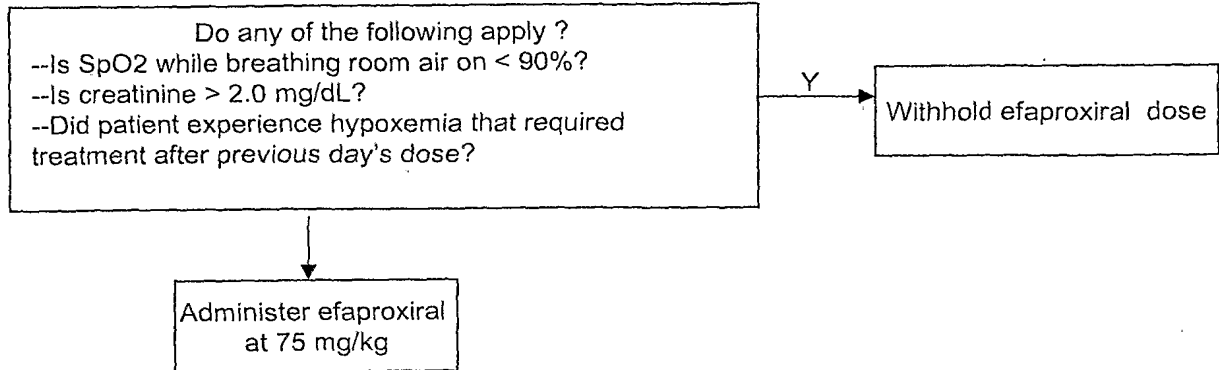 Do any of the following apply ?
--Is SpO2 while breathing room air on < 90%?
--Is creatinine > 2.0 mg/dL?
--Did patient experience hypoxemia that required
treatment after previous day's dose?
Y
Withhold efaproxiral dose
Administer efaproxiral
at 75 mg/kg